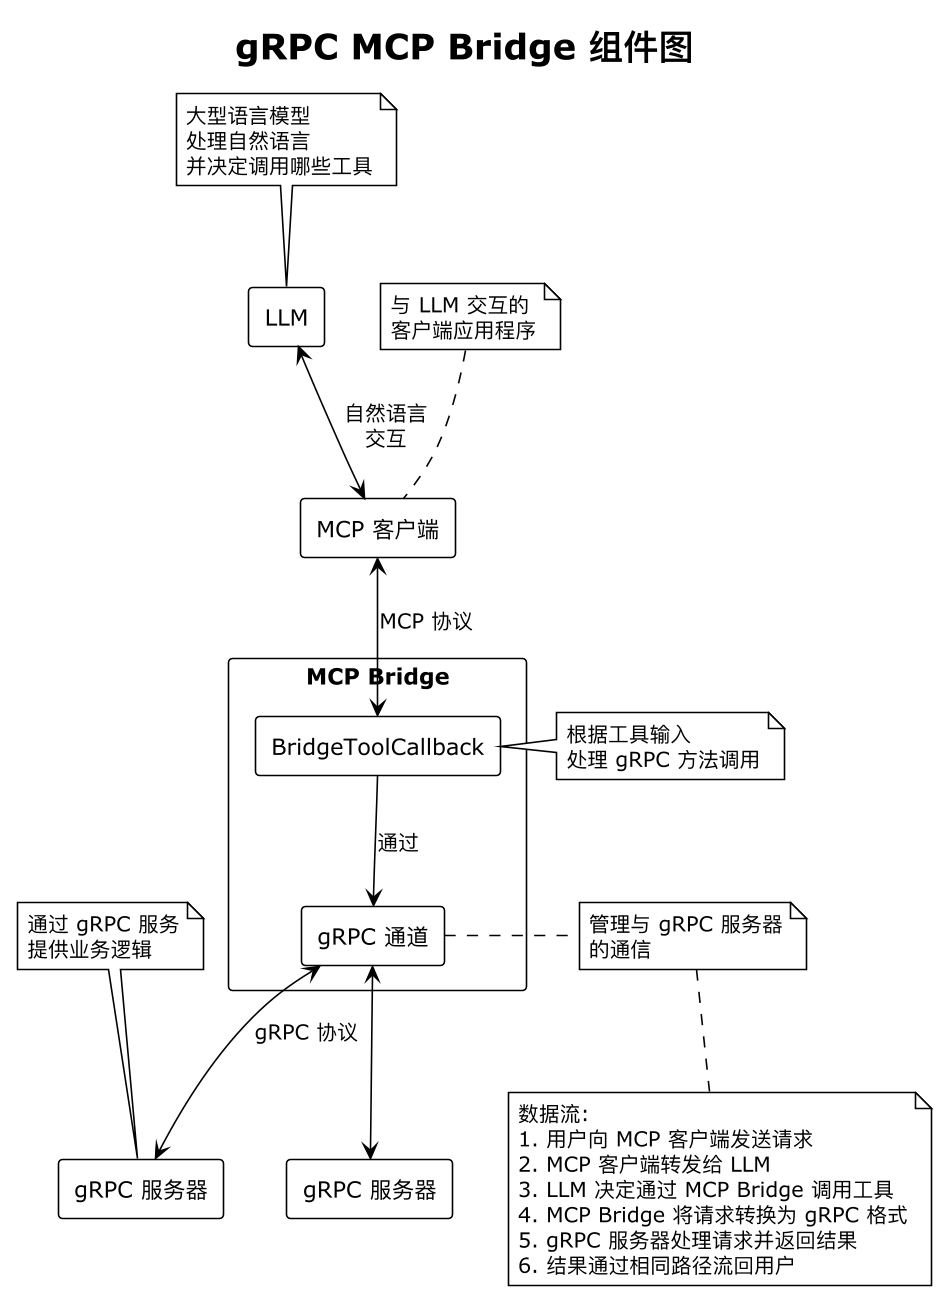 gRPC MCP Bridge 组件图
大型语言模型
处理自然语言
并决定调用哪些工具
LLM
与 LLM 交互的
客户端应用程序
自然语言
交互
MCP 客户端
MCP 协议
MCP Bridge
BridgeToolCallback
根据工具输入
处理 gRPC 方法调用
通过
通过 gRPC 服务
提供业务逻辑
gRPC 通道
管理与 gRPC 服务器
的通信
gRPC 协议
gRPC 服务器
gRPC 服务器
数据流:
1. 用户向 MCP 客户端发送请求
2. MCP 客户端转发给 LLM
3. LLM 决定通过 MCP Bridge 调用工具
4. MCP Bridge 将请求转换为 gRPC 格式
5. gRPC 服务器处理请求并返回结果
6. 结果通过相同路径流回用户